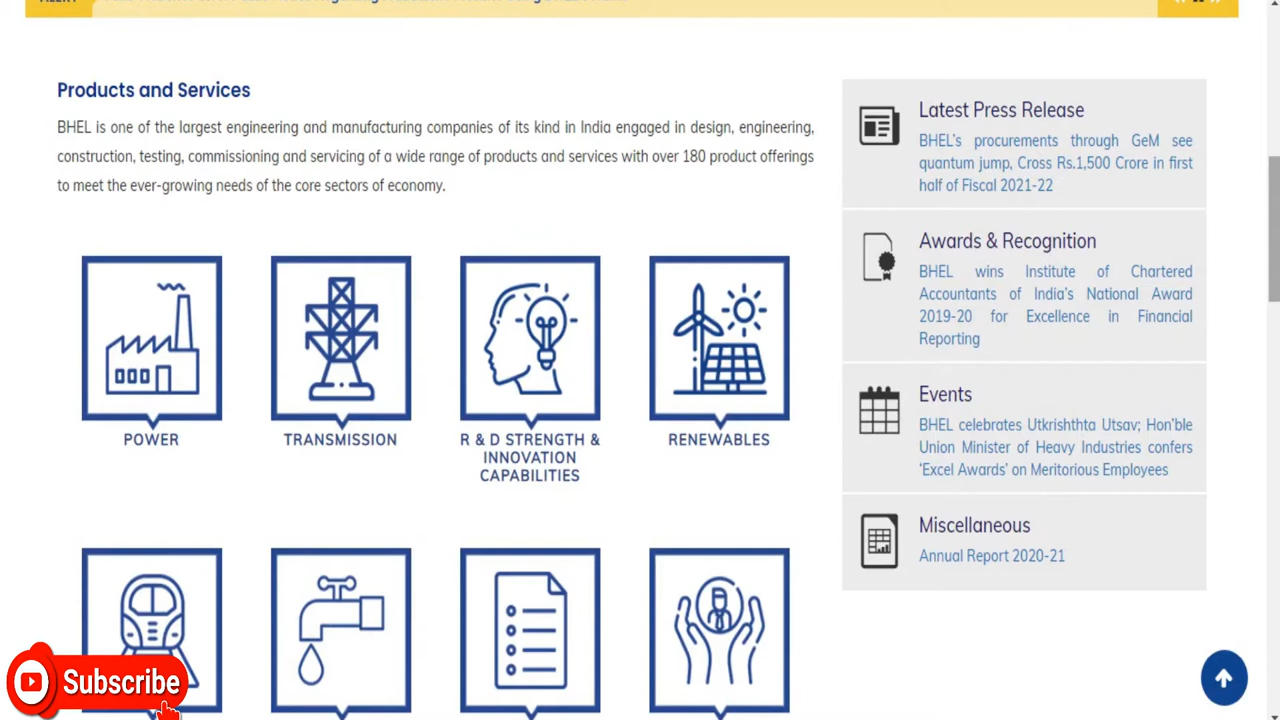 Products and Services
BHEL is one of the largest engineering and manufacturing companies of its kind in India engaged in design, engineering,
construction, testing, commissioning and servicing of a wide range of products and services with over 180 product offerings
to meet the ever-growing needs of the core sectors of economy.
POWER
TRANSMISSION
R & D STRENGTH &
INNOVATION
CAPABILITIES
RENEWABLES
Latest Press Release
BHEL's procurements through GeM see
quantum jump, Cross Rs.1,500 Crore in first
half of Fiscal 2021-22
Awards & Recognition
BHEL wins Institute of Chartered
Accountants of India's National Award
2019-20 for Excellence in Financial
Reporting
Events
BHEL celebrates Utkrishthta Utsav; Hon'ble
Union Minister of Heavy Industries confers
'Excel Awards' on Meritorious Employees
Miscellaneous
Annual Report 2020-21
Subscribe